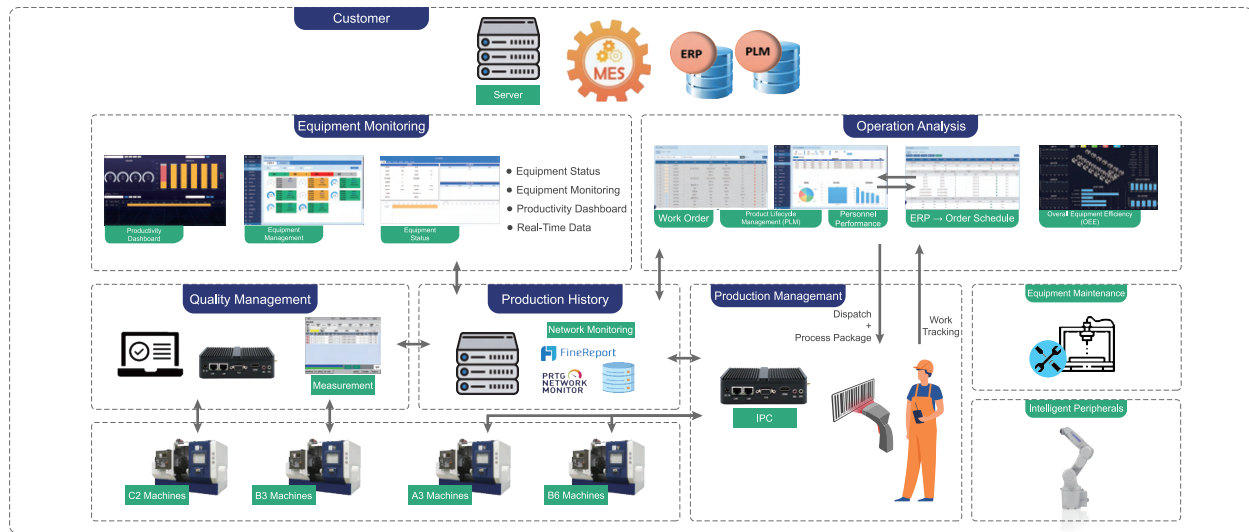 Customer
MES
ERP
PLM
Server
Equipment Monitoring
Productivity
Dashboard
Equipment
Management
Equipment
Status
● Equipment Status
● Equipment Monitoring
● Productivity Dashboard
● Real-Time Data
Operation Analysis
Work Order
Product Lifecycle
Management (PLM)
Personnel
Performance
ERP → Order Schedule
Overall Equipment Efficiency
(OEE)
Quality Management
Measurement
Production History
Network Monitoring
FineReport
PRTG
NETWORK
MONITOR
Production Managemant
Dispatch
+
Process Package
Work
Tracking
IPC
Equipment Maintenance
Intelligent Peripherals
C2 Machines
B3 Machines
A3 Machines
B6 Machines